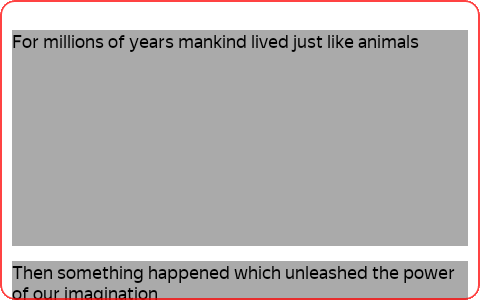 For millions of years mankind lived just like animals
Then something happened which unleashed the power
of our imagination